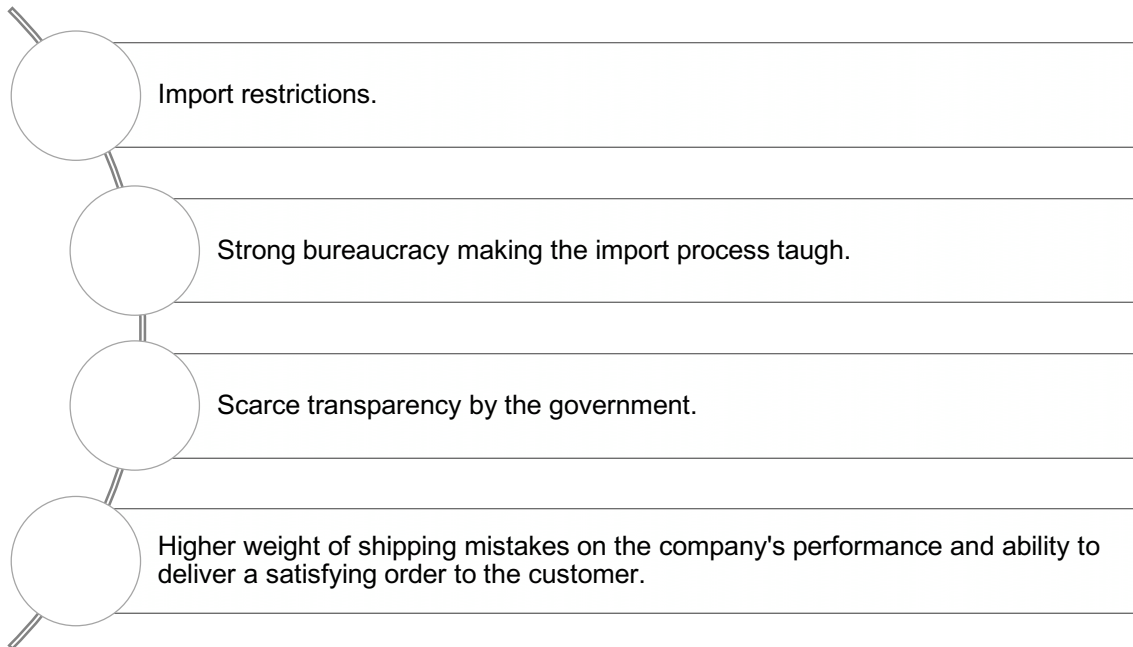 Import restrictions.
Strong bureaucracy making the import process taugh.
Scarce transparency by the government.
Higher weight of shipping mistakes on the company's performance and ability to
deliver a satisfying order to the customer.